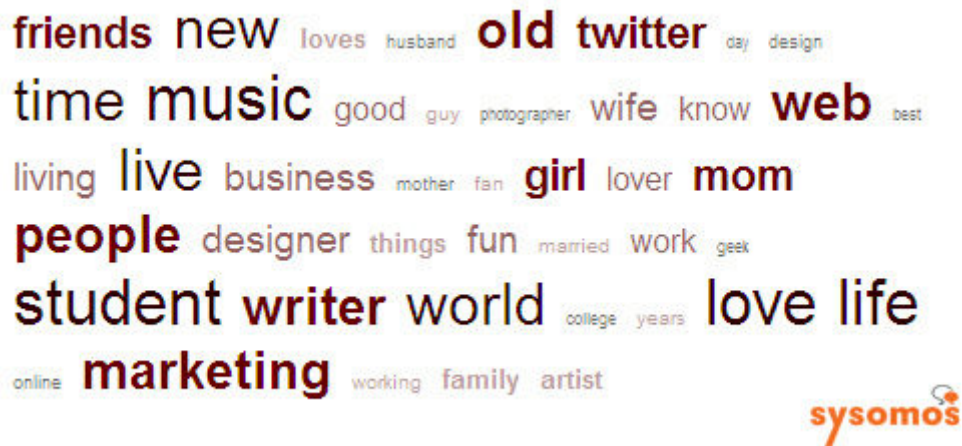 friends new loves husband old twitter day design
time music good guy photographer wife know web best
living live business mother fan girl lover mom
people designer things fun married work geek
student writer world college years love life
online marketing working family artist
sysomos